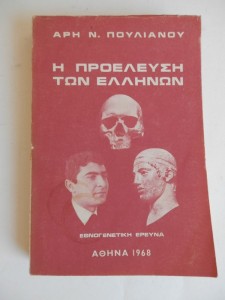 ΑΡΗ Ν. ΠΟΥΛΙΑΝΟΥ
Η ΠΡΟΕΛΕΥΣΗ
ΤΩΝ ΕΛΛΗΝΩΝ
ΕΘΝΟΓΕΝΕΤΙΚΗ ΕΡΕΥΝΑ
ΑΘΗΝΑ 1968